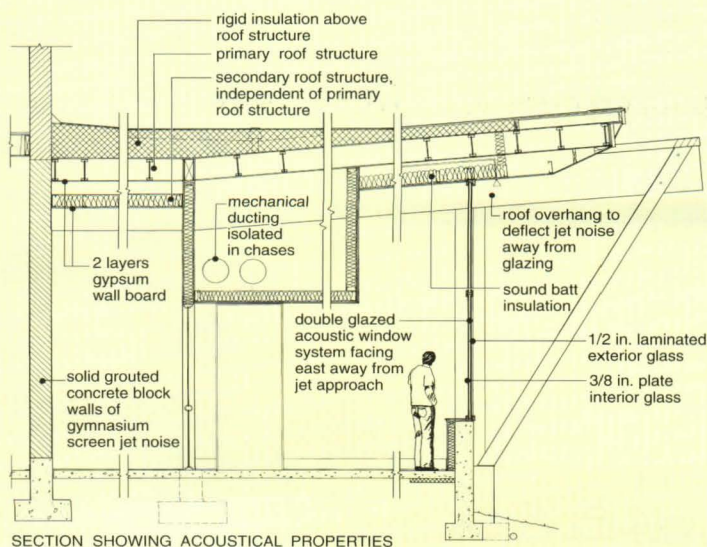 rigid insulation above
roof structure
primary roof structure
secondary roof structure,
independent of primary
roof structure
mechanical
ducting
isolated
in chases
roof overhang to
deflect jet noise
away from
glazing
2 layers
gypsum
wall board
sound batt
insulation
double glazed
acoustic window
system facing
east away from
jet approach
1/2 in. laminated
exterior glass
3/8 in. plate
interior glass
solid grouted
concrete block
walls of
gymnasium
screen jet noise
SECTION SHOWING ACOUSTICAL PROPERTIES